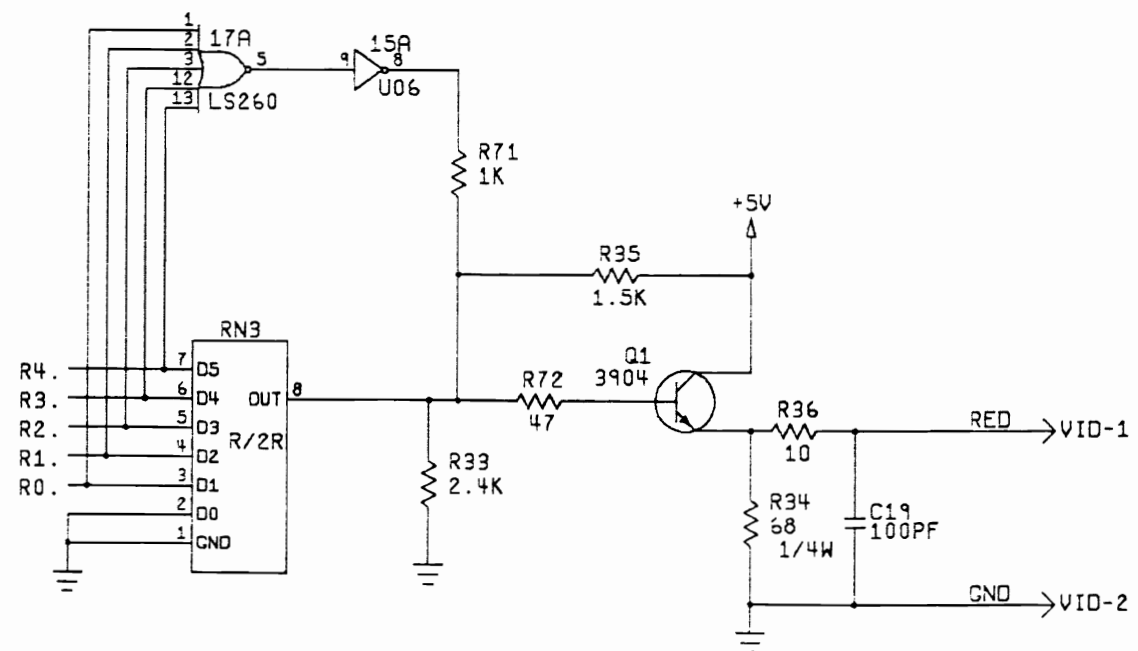 1
2
3
12
13
17A
LS260
5
9
15A
8
U06
R71
1K
+5V
R35
1.5K
RN3
R4.
R3.
R2.
R1.
R0.
7
6
5
4
3
2
1
D5
D4
D3
D2
D1
D0
GND
OUT
R/2R
8
R72
47
Q1
3904
R33
2.4K
R36
10
RED
VID-1
R34
68
1/4W
C19
100PF
GND
VID-2